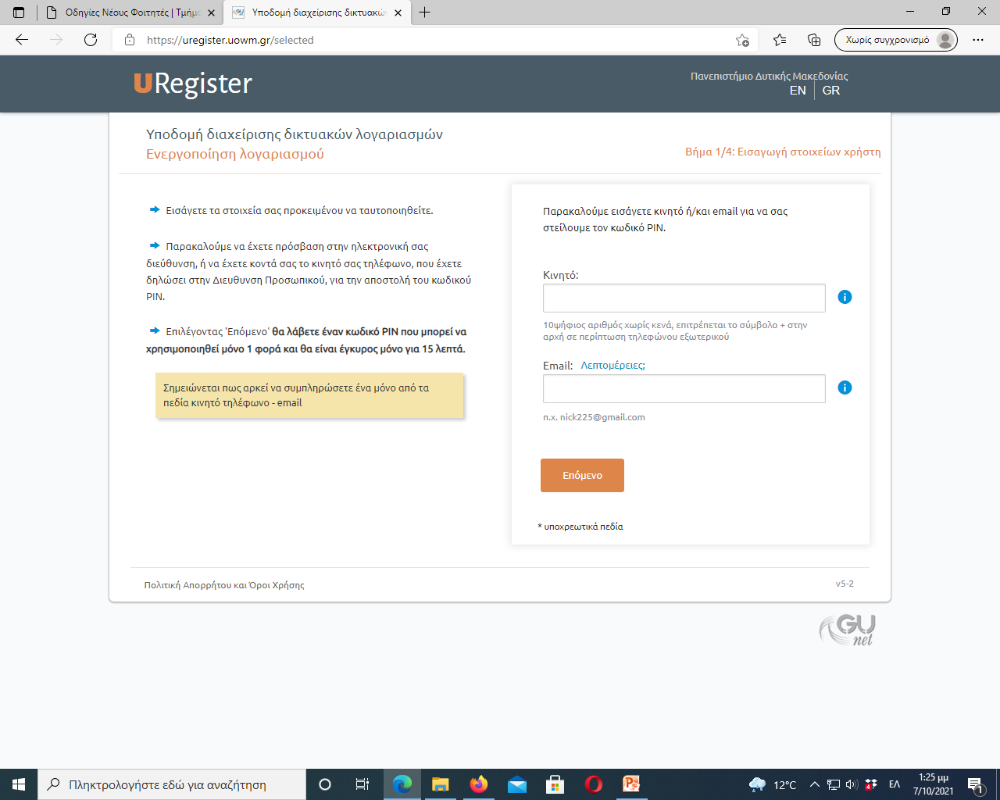 Οδηγίες Νέους Φοιτητές | Τμήμα
Υποδομή διαχείρισης δικτυακών
https://uregister.uowm.gr/selected
Χωρίς συγχρονισμό
URegister
Πανεπιστήμιο Δυτικής Μακεδονίας
EN GR
Υποδομή διαχείρισης δικτυακών λογαριασμών
Ενεργοποίηση λογαριασμού
Βήμα 1/4: Εισαγωγή στοιχείων χρήστη
Εισάγετε τα στοιχεία σας προκειμένου να ταυτοποιηθείτε.
Παρακαλούμε να έχετε πρόσβαση στην ηλεκτρονική σας
διεύθυνση, ή να έχετε κοντά σας το κινητό σας τηλέφωνο, που έχετε
δηλώσει στην Διευθυνση Προσωπικού, για την αποστολή του κωδικού
PIN.
Επιλέγοντας 'Επόμενο' θα λάβετε έναν κωδικό PIN που μπορεί να
χρησιμοποιηθεί μόνο 1 φορά και θα είναι έγκυρος μόνο για 15 λεπτά.
Σημειώνεται πως αρκεί να συμπληρώσετε ένα μόνο από τα
πεδία κινητό τηλέφωνο - email
Παρακαλούμε εισάγετε κινητό ή/και email για να σας
στείλουμε τον κωδικό PIN.
Κινητό:
10ψήφιος αριθμός χωρίς κενά, επιτρέπεται το σύμβολο + στην
αρχή σε περίπτωση τηλεφώνου εξωτερικού
Email: Λεπτομέρειες;
π.χ. nick225@gmail.com
Επόμενο
* υποχρεωτικά πεδία
Πολιτική Απορρήτου και Όροι Χρήσης
v5-2
GU
net
Πληκτρολογήστε εδώ για αναζήτηση
12°C
4
ΕΛ
1:25 μμ
7/10/2021
1